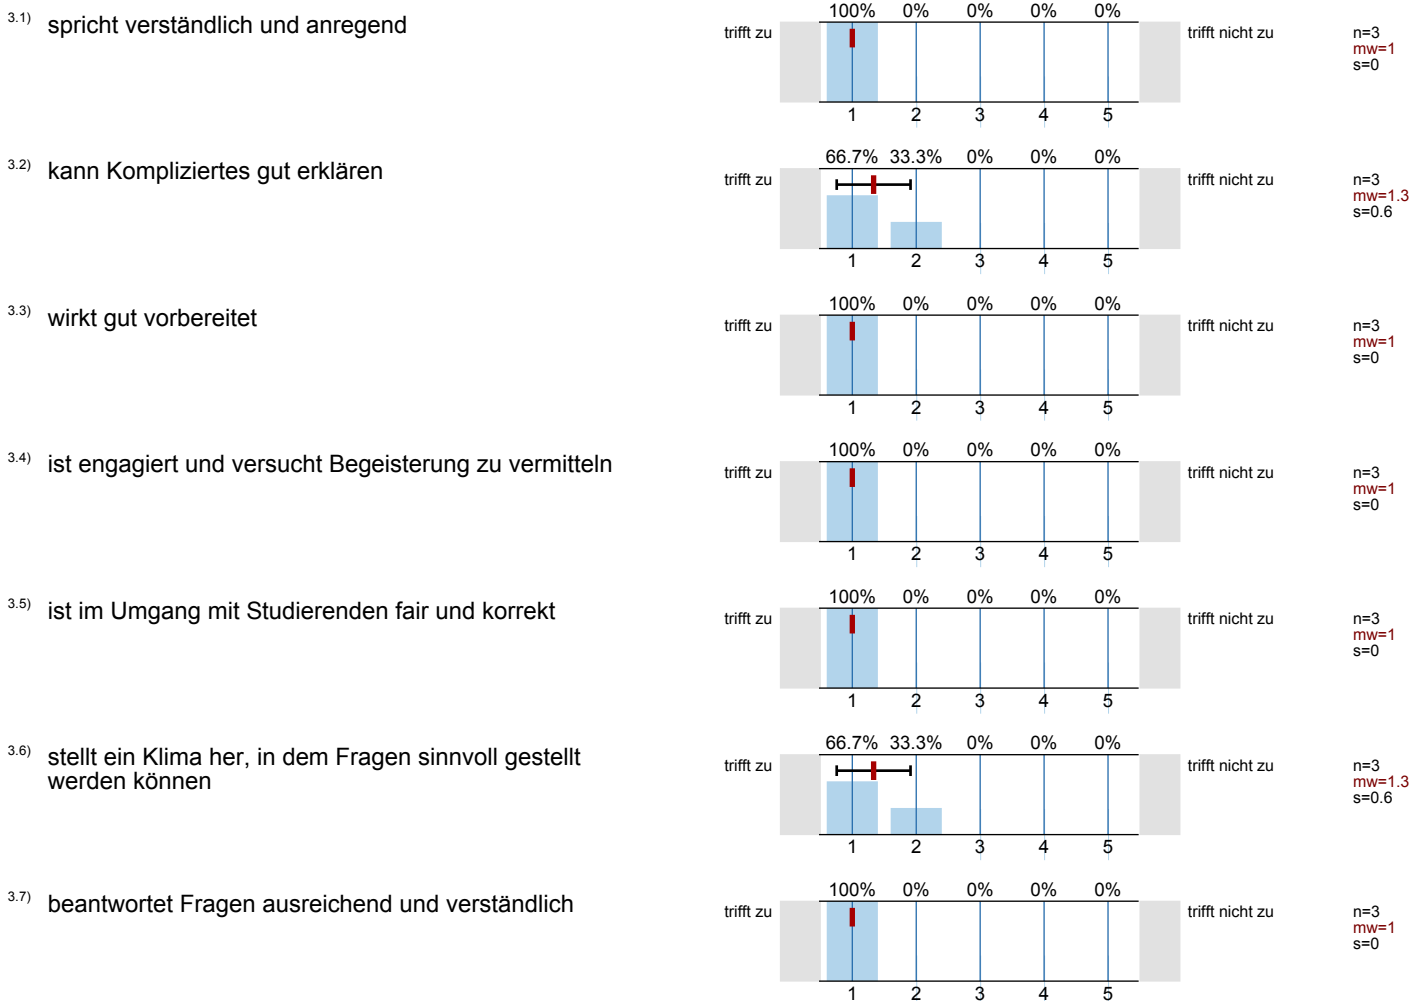 3.1) spricht verständlich und anregend
100% 0% 0% 0% 0%
trifft zu trifft nicht zu n=3
mw=1
s=0
1 2 3 4 5
3.2) kann Kompliziertes gut erklären
66.7% 33.3% 0% 0% 0%
trifft zu trifft nicht zu n=3
mw=1.3
s=0.6
1 2 3 4 5
3.3) wirkt gut vorbereitet
100% 0% 0% 0% 0%
trifft zu trifft nicht zu n=3
mw=1
s=0
1 2 3 4 5
3.4) ist engagiert und versucht Begeisterung zu vermitteln
100% 0% 0% 0% 0%
trifft zu trifft nicht zu n=3
mw=1
s=0
1 2 3 4 5
3.5) ist im Umgang mit Studierenden fair und korrekt
100% 0% 0% 0% 0%
trifft zu trifft nicht zu n=3
mw=1
s=0
1 2 3 4 5
3.6) stellt ein Klima her, in dem Fragen sinnvoll gestellt
werden können
66.7% 33.3% 0% 0% 0%
trifft zu trifft nicht zu n=3
mw=1.3
s=0.6
1 2 3 4 5
3.7) beantwortet Fragen ausreichend und verständlich
100% 0% 0% 0% 0%
trifft zu trifft nicht zu n=3
mw=1
s=0
1 2 3 4 5